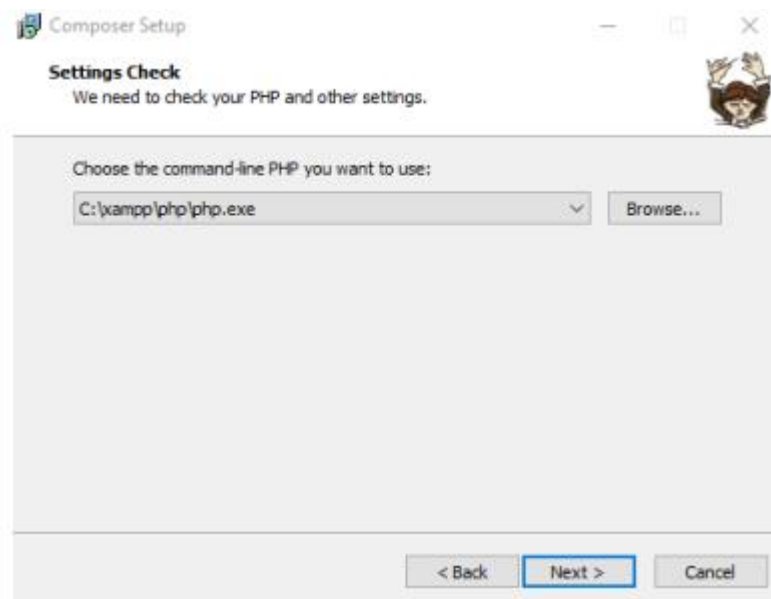 Composer Setup
Settings Check
We need to check your PHP and other settings.
Choose the command-line PHP you want to use:
C:\xampp\php\php.exe
Browse...
< Back
Next >
Cancel